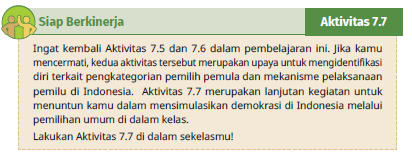 Siap Berkinerja
Aktivitas 7.7
Ingat kembali Aktivitas 7.5 dan 7.6 dalam pembelajaran ini. Jika kamu
mencermati, kedua aktivitas tersebut merupakan upaya untuk mengidentifikasi
diri terkait pengkategorian pemilih pemula dan mekanisme pelaksanaan
pemilu di Indonesia. Aktivitas 7.7 merupakan lanjutan kegiatan untuk
menuntun kamu dalam mensimulasikan demokrasi di Indonesia melalui
pemilihan umum di dalam kelas.
Lakukan Aktivitas 7.7 di dalam sekelasmu!